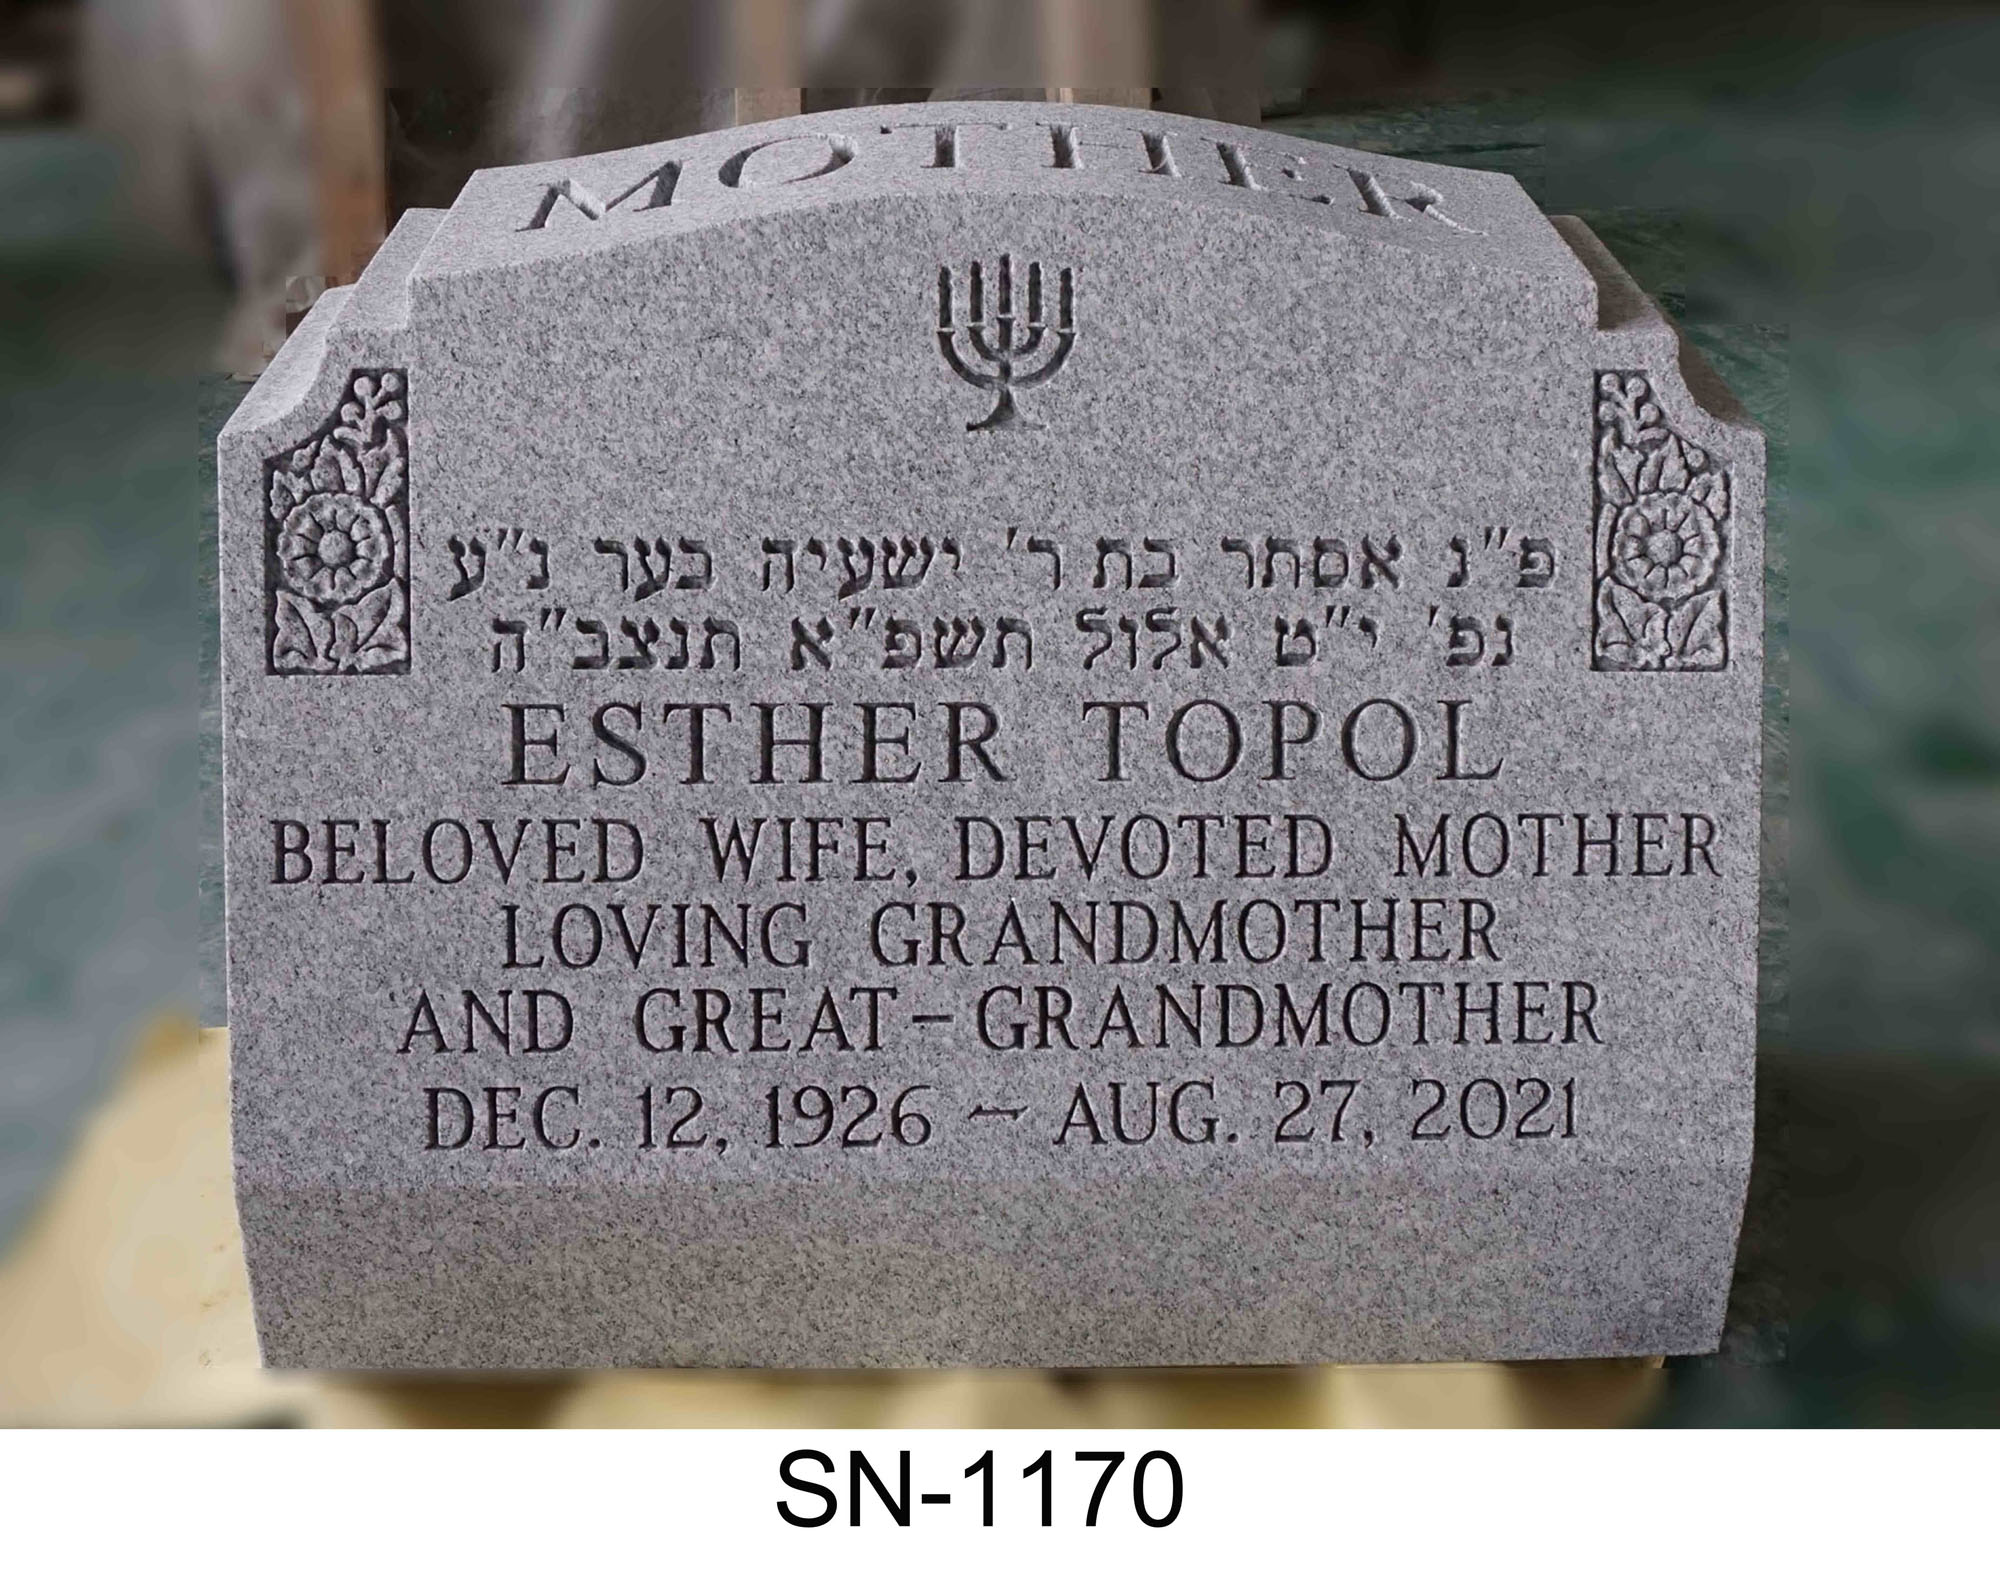 MOTHER
פ"נ אסתר בת ר' ישעיה בער נ"ע
נפ' י"ט אלול תשפ"א תנצב"ה
ESTHER TOPOL
BELOVED WIFE, DEVOTED MOTHER
LOVING GRANDMOTHER
AND GREAT-GRANDMOTHER
DEC. 12, 1926 ~ AUG. 27, 2021
SN-1170